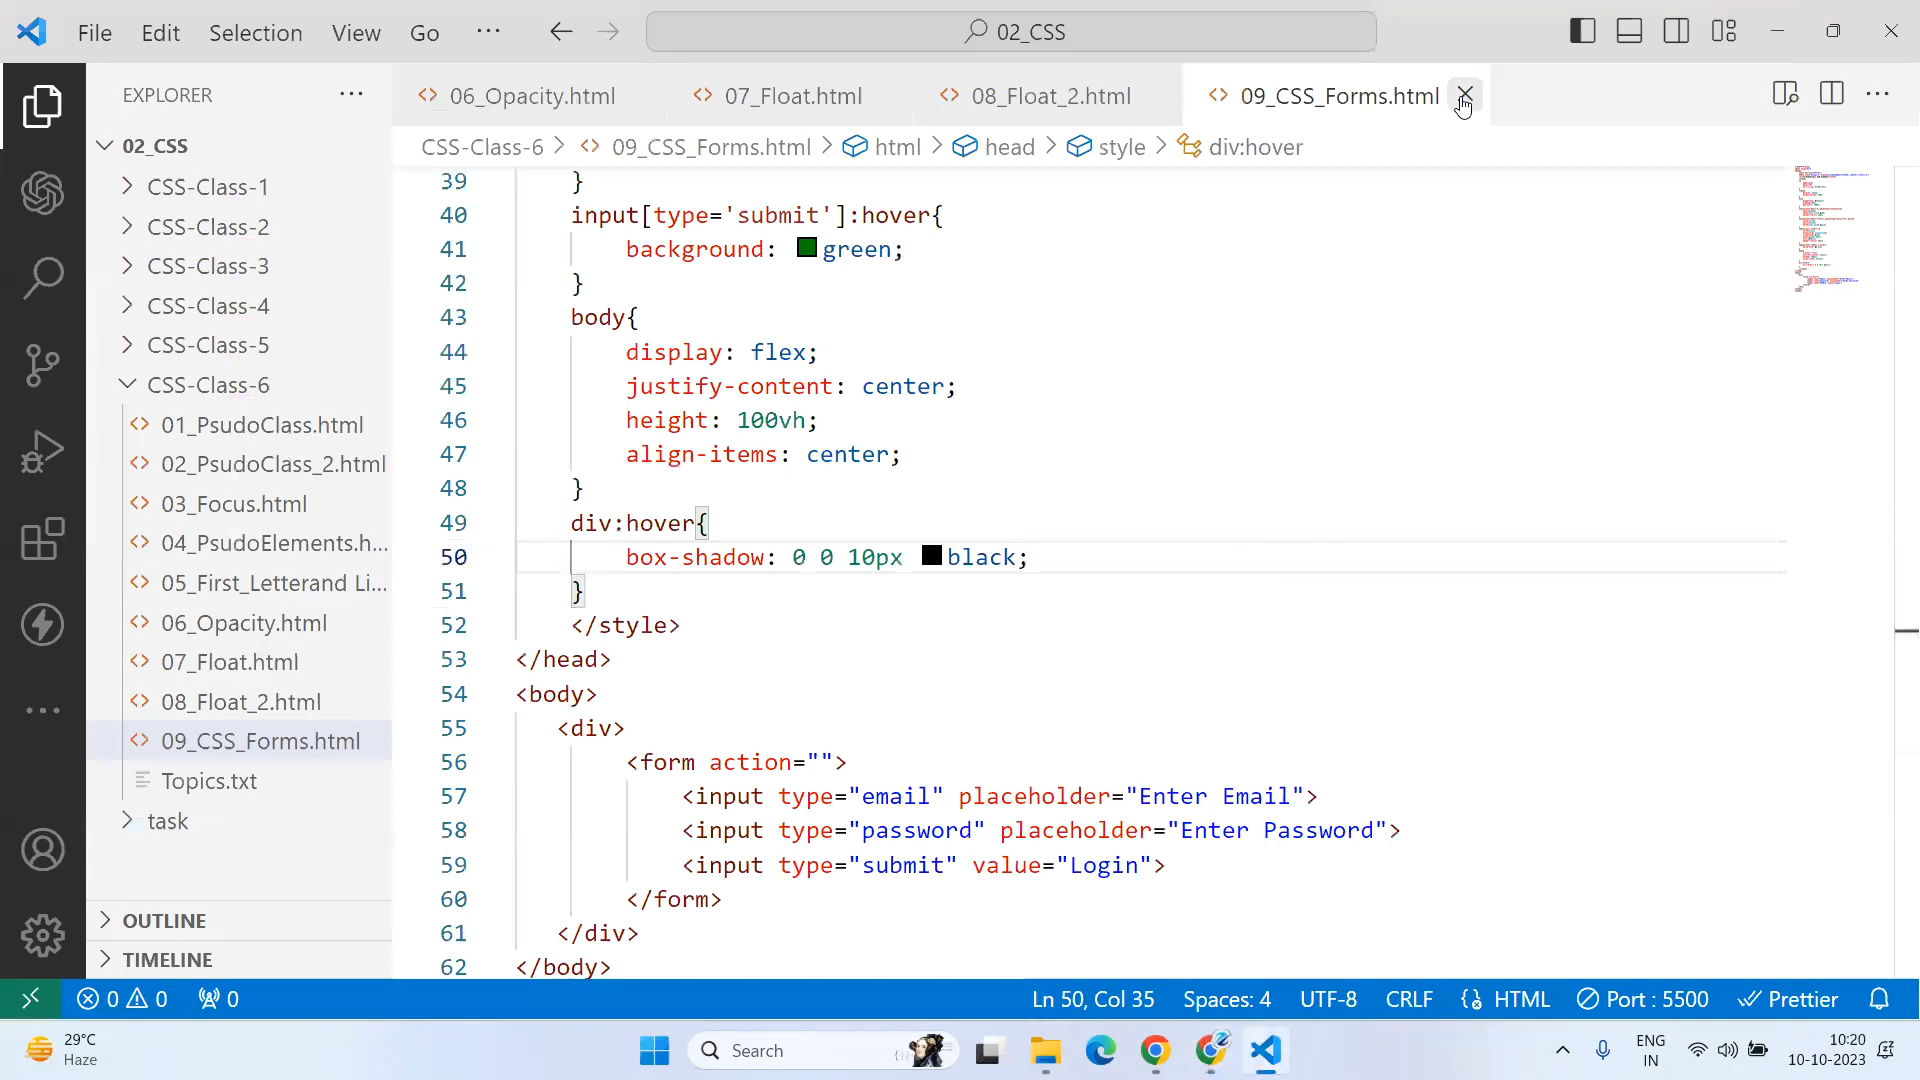 File Edit Selection View Go ··· 02_CSS
EXPLORER ···
06_Opacity.html 07_Float.html 08_Float_2.html 09_CSS_Forms.html
CSS-Class-6 > 09_CSS_Forms.html > html > head > style > div:hover
02_CSS
CSS-Class-1
CSS-Class-2
CSS-Class-3
CSS-Class-4
CSS-Class-5
CSS-Class-6
01_PsudoClass.html
02_PsudoClass_2.html
03_Focus.html
04_PsudoElements.h...
05_First_Letterand Li...
06_Opacity.html
07_Float.html
08_Float_2.html
09_CSS_Forms.html
Topics.txt
task
OUTLINE
TIMELINE
39 }
40 input[type='submit']:hover{
41 background: green;
42 }
43 body{
44 display: flex;
45 justify-content: center;
46 height: 100vh;
47 align-items: center;
48 }
49 div:hover{
50 box-shadow: 0 0 10px black;
51 }
52 </style>
53 </head>
54 <body>
55 <div>
56 <form action="">
57 <input type="email" placeholder="Enter Email">
58 <input type="password" placeholder="Enter Password">
59 <input type="submit" value="Login">
60 </form>
61 </div>
62 </body>
0 0 0 Ln 50, Col 35 Spaces: 4 UTF-8 CRLF HTML Port : 5500 Prettier
29°C
Haze
Search
ENG
IN
10:20
10-10-2023